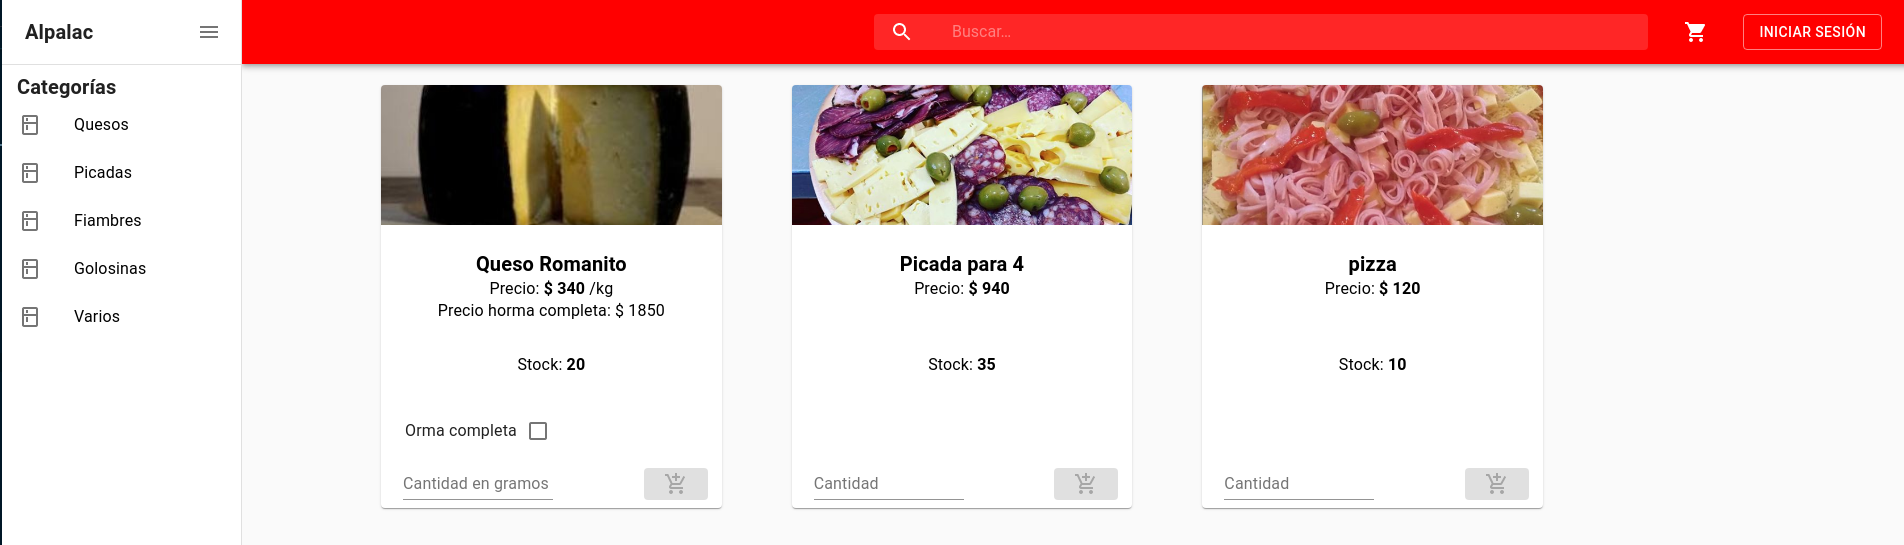 Alpalac
Buscar...
INICIAR SESIÓN
Categorías
Quesos
Picadas
Fiambres
Golosinas
Varios
Queso Romanito
Precio: $ 340 /kg
Precio horma completa: $ 1850
Stock: 20
Orma completa
Cantidad en gramos
Picada para 4
Precio: $ 940
Stock: 35
Cantidad
pizza
Precio: $ 120
Stock: 10
Cantidad